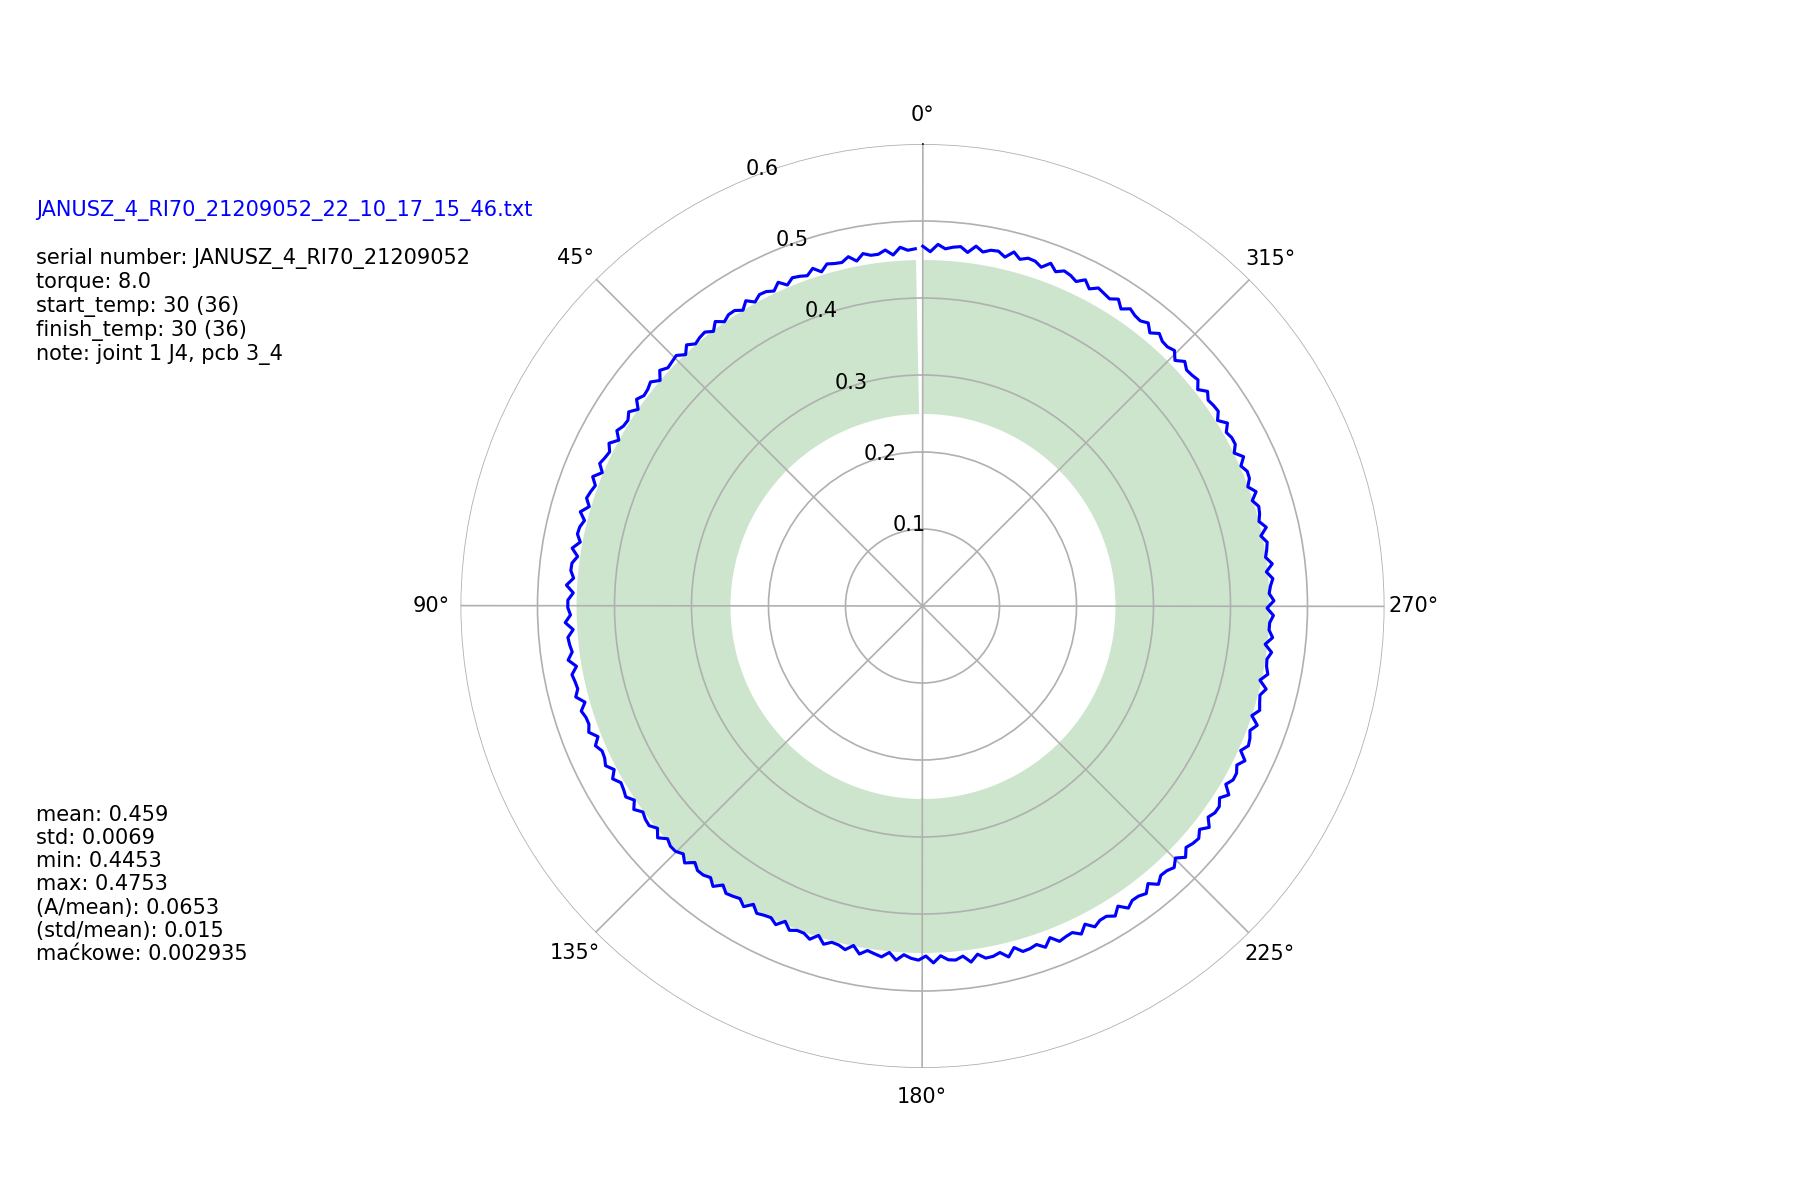 0°
0.6
JANUSZ_4_RI70_21209052_22_10_17_15_46.txt
0.5
45°
315°
serial number: JANUSZ_4_RI70_21209052
torque: 8.0
start_temp: 30 (36)
finish_temp: 30 (36)
note: joint 1 J4, pcb 3_4
0.4
0.3
0.2
0.1
90°
270°
mean: 0.459
std: 0.0069
min: 0.4453
max: 0.4753
(A/mean): 0.0653
(std/mean): 0.015
maćkowe: 0.002935
135°
225°
180°